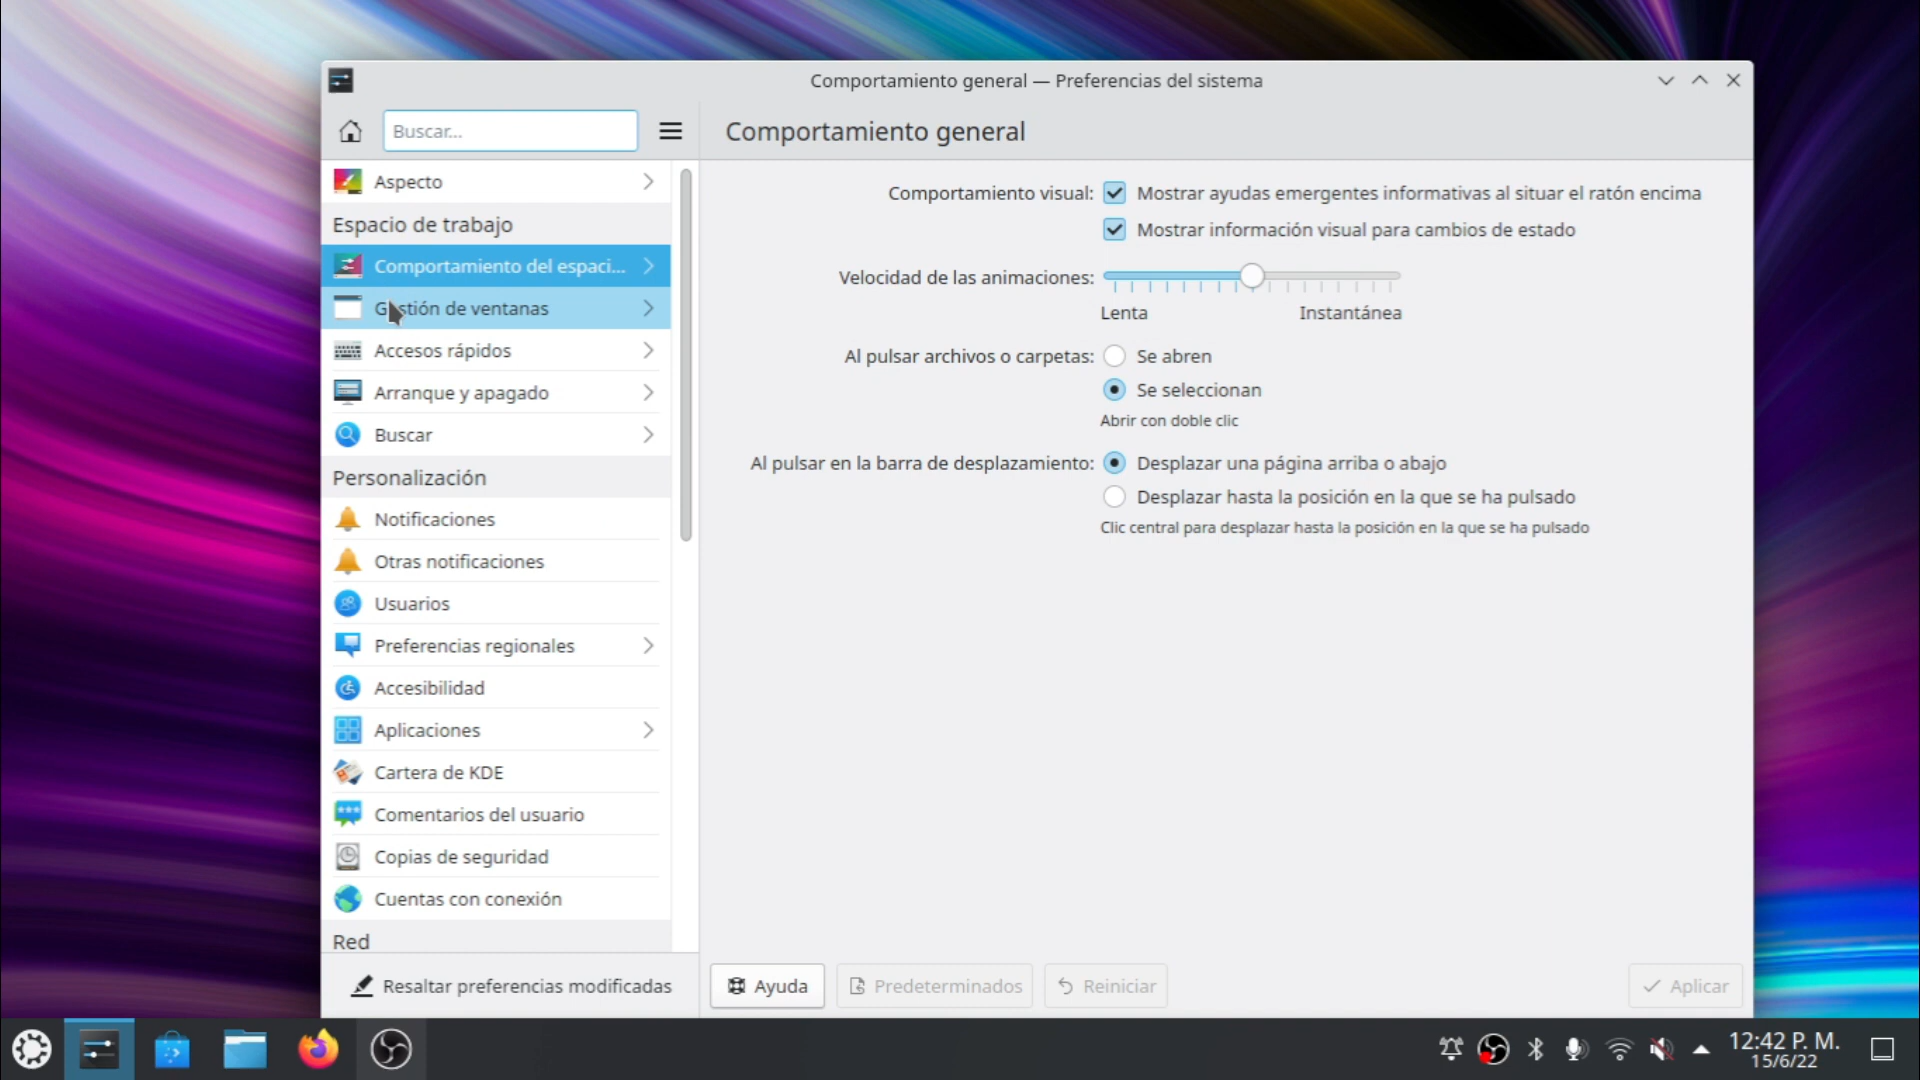 Comportamiento general — Preferencias del sistema
Buscar...
Comportamiento general
Aspecto
Espacio de trabajo
Comportamiento del espaci...
Gestión de ventanas
Accesos rápidos
Arranque y apagado
Buscar
Personalización
Notificaciones
Otras notificaciones
Usuarios
Preferencias regionales
Accesibilidad
Aplicaciones
Cartera de KDE
Comentarios del usuario
Copias de seguridad
Cuentas con conexión
Red
Resaltar preferencias modificadas
Comportamiento visual: Mostrar ayudas emergentes informativas al situar el ratón encima
Mostrar información visual para cambios de estado
Velocidad de las animaciones:
Lenta Instantánea
Al pulsar archivos o carpetas: Se abren
Se seleccionan
Abrir con doble clic
Al pulsar en la barra de desplazamiento: Desplazar una página arriba o abajo
Desplazar hasta la posición en la que se ha pulsado
Clic central para desplazar hasta la posición en la que se ha pulsado
Ayuda Predeterminados Reiniciar Aplicar
12:42 P. M.
15/6/22